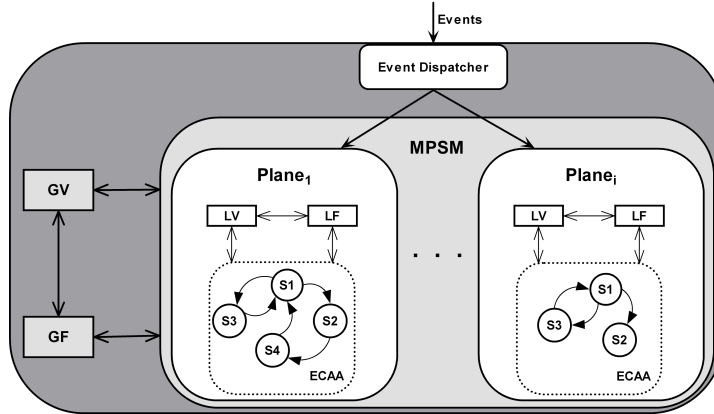 Events
Event Dispatcher
MPSM
GV
GF
Plane1
LV LF
S1
S3 S2
S4
ECAA
. . .
Planei
LV LF
S1
S3
S2
ECAA